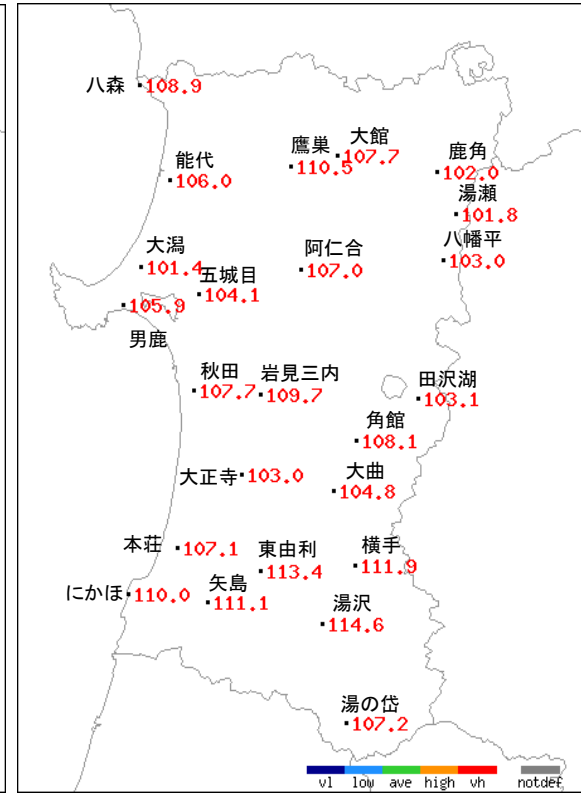 八森 108.9
大館 107.7
鷹巣 110.5
鹿角 102.0
能代 106.0
湯瀬 101.8
八幡平 103.0
大潟 101.4
阿仁合 107.0
五城目 104.1
105.9
男鹿
秋田 107.7
岩見三内 109.7
田沢湖 103.1
角館 108.1
大正寺 103.0
大曲 104.8
本荘 107.1
東由利 113.4
横手 111.9
にかほ 110.0
矢島 111.1
湯沢 114.6
湯の岱 107.2
vl low ave high vh notdef